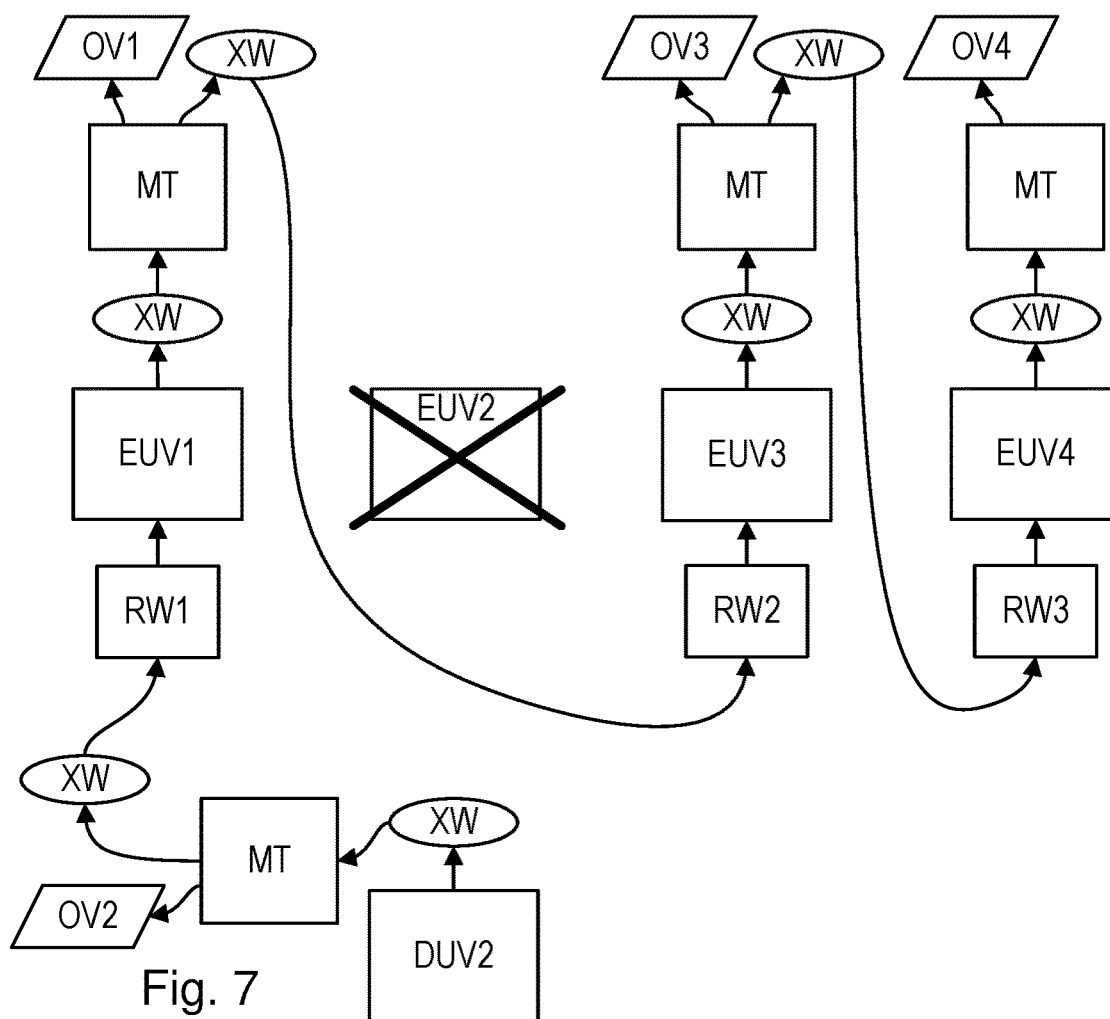 OV1
XW
OV3
XW
OV4
MT
MT
MT
XW
XW
XW
EUV1
EUV2
EUV3
EUV4
RW1
RW2
RW3
XW
XW
MT
OV2
DUV2
Fig. 7